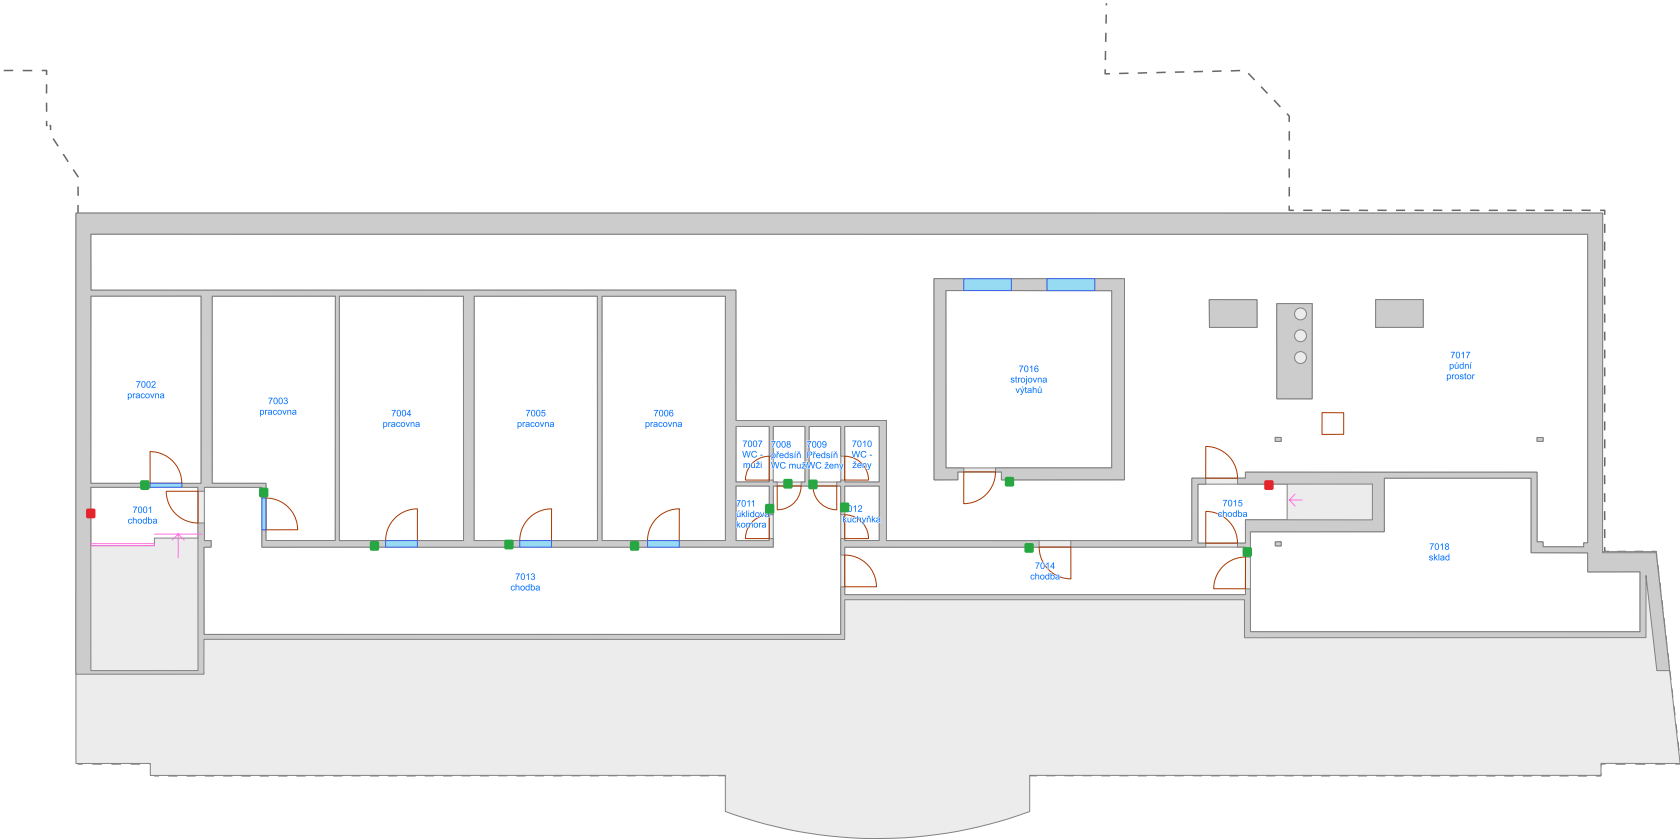 7002
pracovna
7003
pracovna
7004
pracovna
7005
pracovna
7006
pracovna
7007
WC -
muži
7008
předsíň
WC muži
7009
Předsíň
WC ženy
7010
WC -
ženy
7016
strojovna
výtahů
7017
půdní
prostor
7001
chodba
7011
úklidová
komora
7012
kuchyňka
7015
chodba
7013
chodba
7014
chodba
7018
sklad